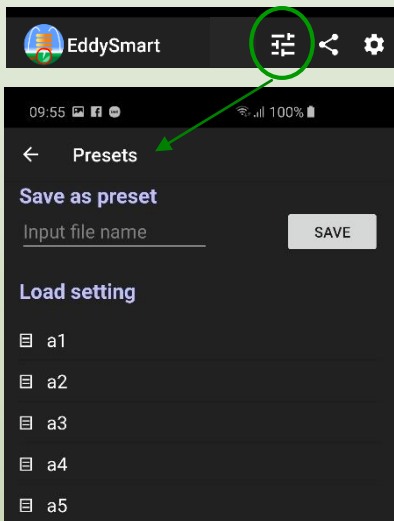 EddySmart
09:55 100%
Presets
Save as preset
Input file name SAVE
Load setting
a1
a2
a3
a4
a5